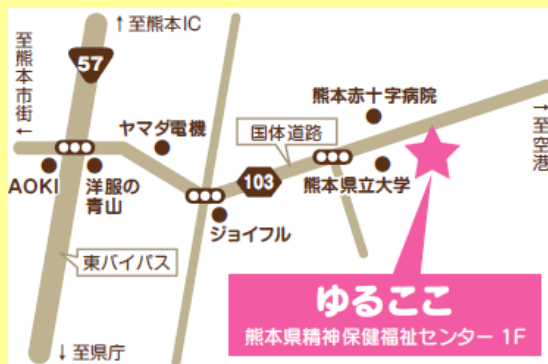 ↑至熊本IC
57
←至熊本市街
ヤマダ電機
国体道路
熊本赤十字病院
→至空港
AOKI
洋服の
青山
103
熊本県立大学
ジョイフル
東バイパス
↓至県庁
ゆるここ
熊本県精神保健福祉センター 1F